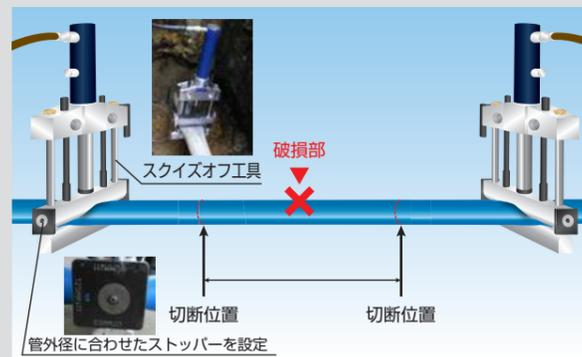 スクイズオフ工具
破損部
切断位置
切断位置
管外径に合わせたストッパーを設定